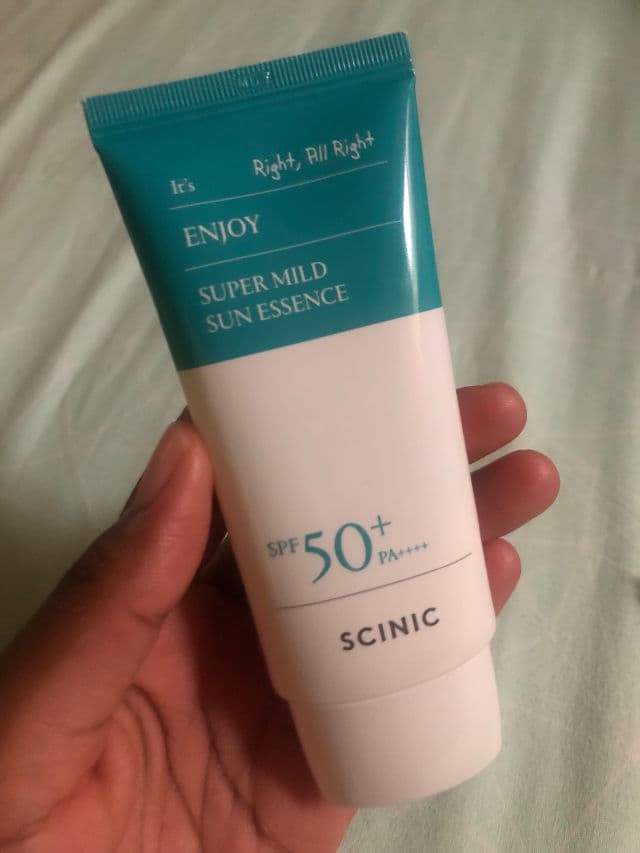 It's Right, All Right
ENJOY
SUPER MILD
SUN ESSENCE
SPF 50+ PA++++
SCINIC